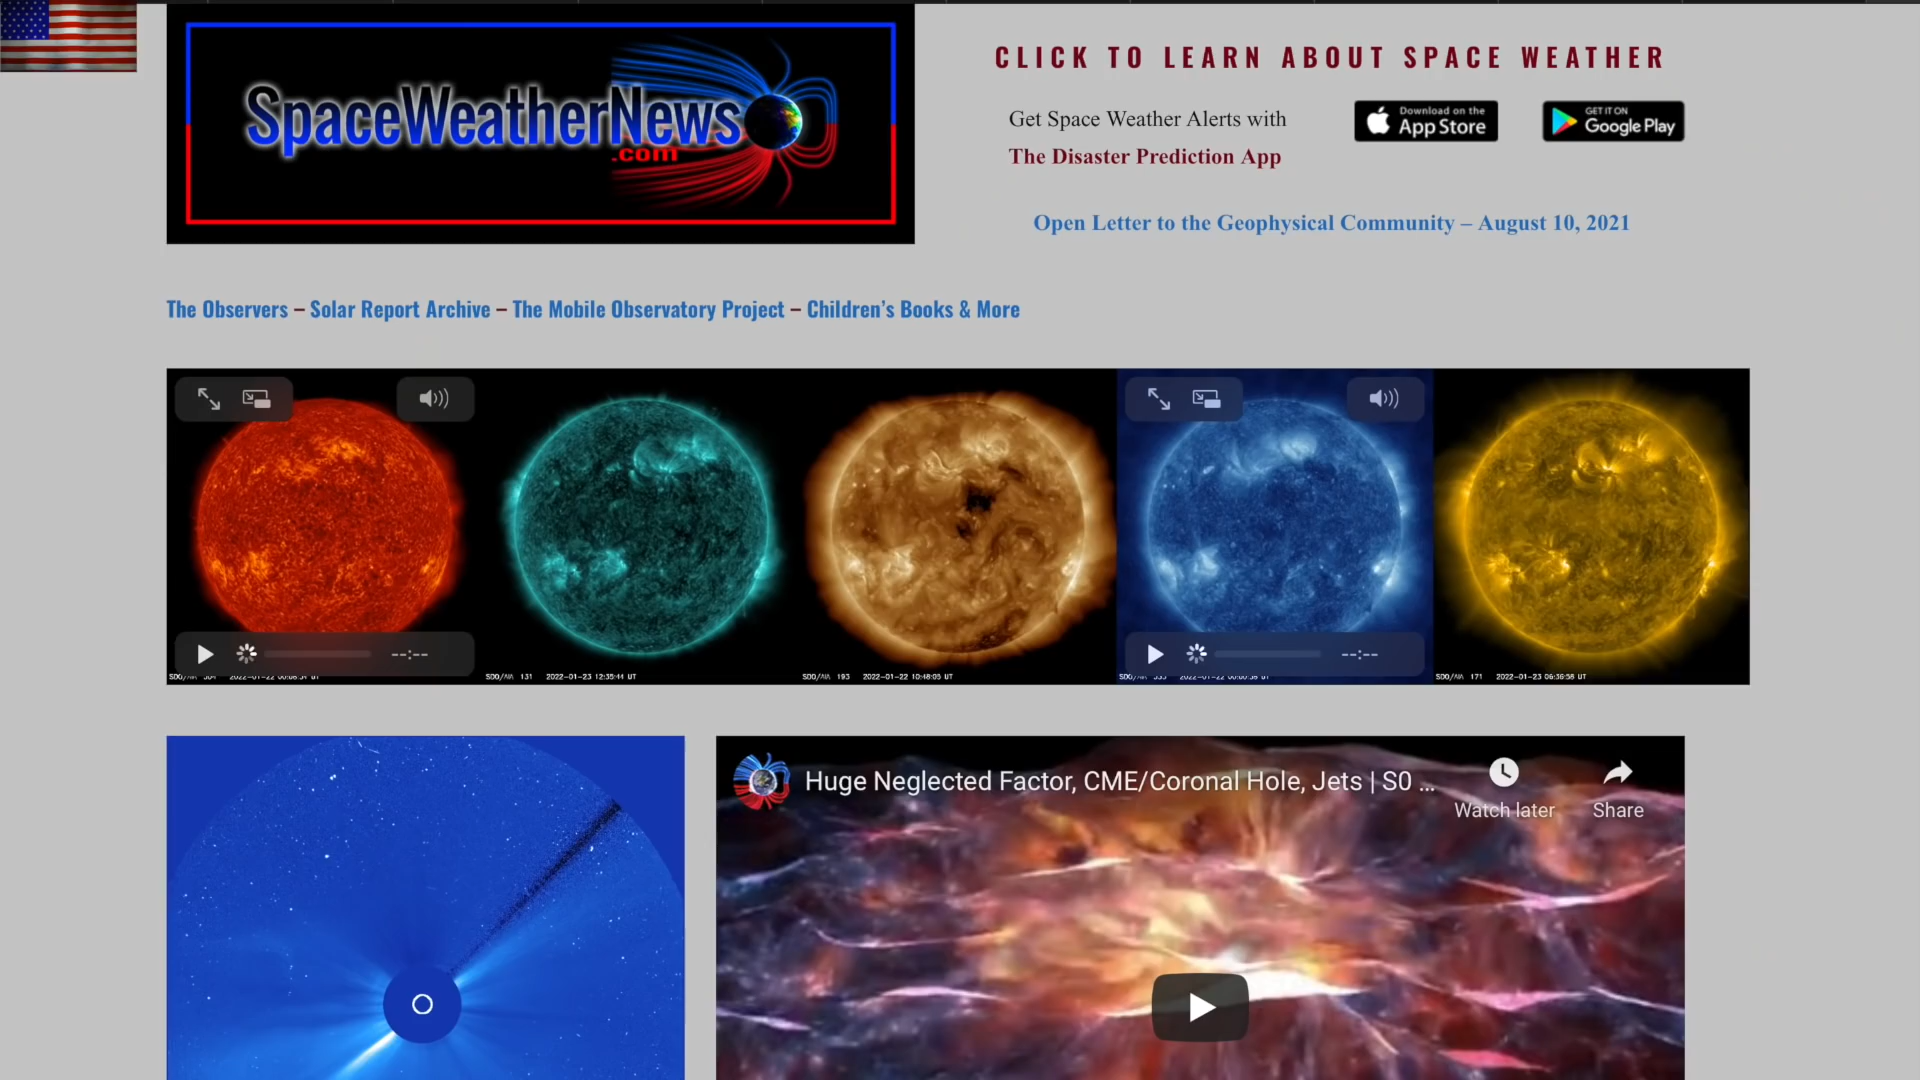 SpaceWeatherNews
.com
CLICK TO LEARN ABOUT SPACE WEATHER
Get Space Weather Alerts with
The Disaster Prediction App
Download on the
App Store
GET IT ON
Google Play
Open Letter to the Geophysical Community – August 10, 2021
The Observers – Solar Report Archive – The Mobile Observatory Project – Children's Books & More
--:--
--:--
SDO/AIA 131 2022-01-23 12:35:44 UT
SDO/AIA 193 2022-01-22 10:48:05 UT
SDO/AIA 171 2022-01-23 06:36:58 UT
Huge Neglected Factor, CME/Coronal Hole, Jets | S0 ...
Watch later
Share